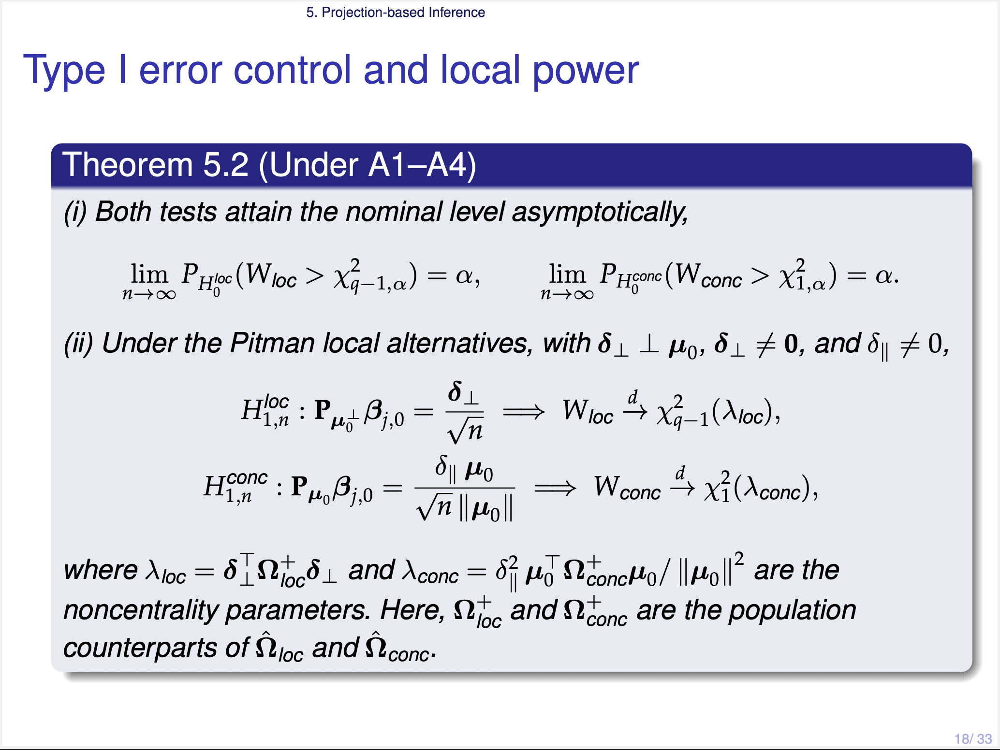 5. Projection-based Inference
Type I error control and local power
Theorem 5.2 (Under A1–A4)
(i) Both tests attain the nominal level asymptotically,
$\lim_{n\to\infty} P_{H_0^{loc}}(W_{loc} > \chi^2_{q-1,\alpha}) = \alpha, \quad \lim_{n\to\infty} P_{H_0^{conc}}(W_{conc} > \chi^2_{1,\alpha}) = \alpha.$
(ii) Under the Pitman local alternatives, with $\boldsymbol{\delta}_\perp \perp \boldsymbol{\mu}_0$, $\boldsymbol{\delta}_\perp \neq \mathbf{0}$, and $\delta_\parallel \neq 0$,
$H_{1,n}^{loc} : \mathbf{P}_{\boldsymbol{\mu}_0^\perp} \boldsymbol{\beta}_{j,0} = \frac{\boldsymbol{\delta}_\perp}{\sqrt{n}} \implies W_{loc} \xrightarrow{d} \chi^2_{q-1}(\lambda_{loc}),$
$H_{1,n}^{conc} : \mathbf{P}_{\boldsymbol{\mu}_0} \boldsymbol{\beta}_{j,0} = \frac{\delta_\parallel \boldsymbol{\mu}_0}{\sqrt{n} \|\boldsymbol{\mu}_0\|} \implies W_{conc} \xrightarrow{d} \chi^2_1(\lambda_{conc}),$
where $\lambda_{loc} = \boldsymbol{\delta}_\perp^\top \boldsymbol{\Omega}_{loc}^+ \boldsymbol{\delta}_\perp$ and $\lambda_{conc} = \delta_\parallel^2 \boldsymbol{\mu}_0^\top \boldsymbol{\Omega}_{conc}^+ \boldsymbol{\mu}_0 / \|\boldsymbol{\mu}_0\|^2$ are the
noncentrality parameters. Here, $\boldsymbol{\Omega}_{loc}^+$ and $\boldsymbol{\Omega}_{conc}^+$ are the population
counterparts of $\hat{\boldsymbol{\Omega}}_{loc}$ and $\hat{\boldsymbol{\Omega}}_{conc}$.
18/ 33